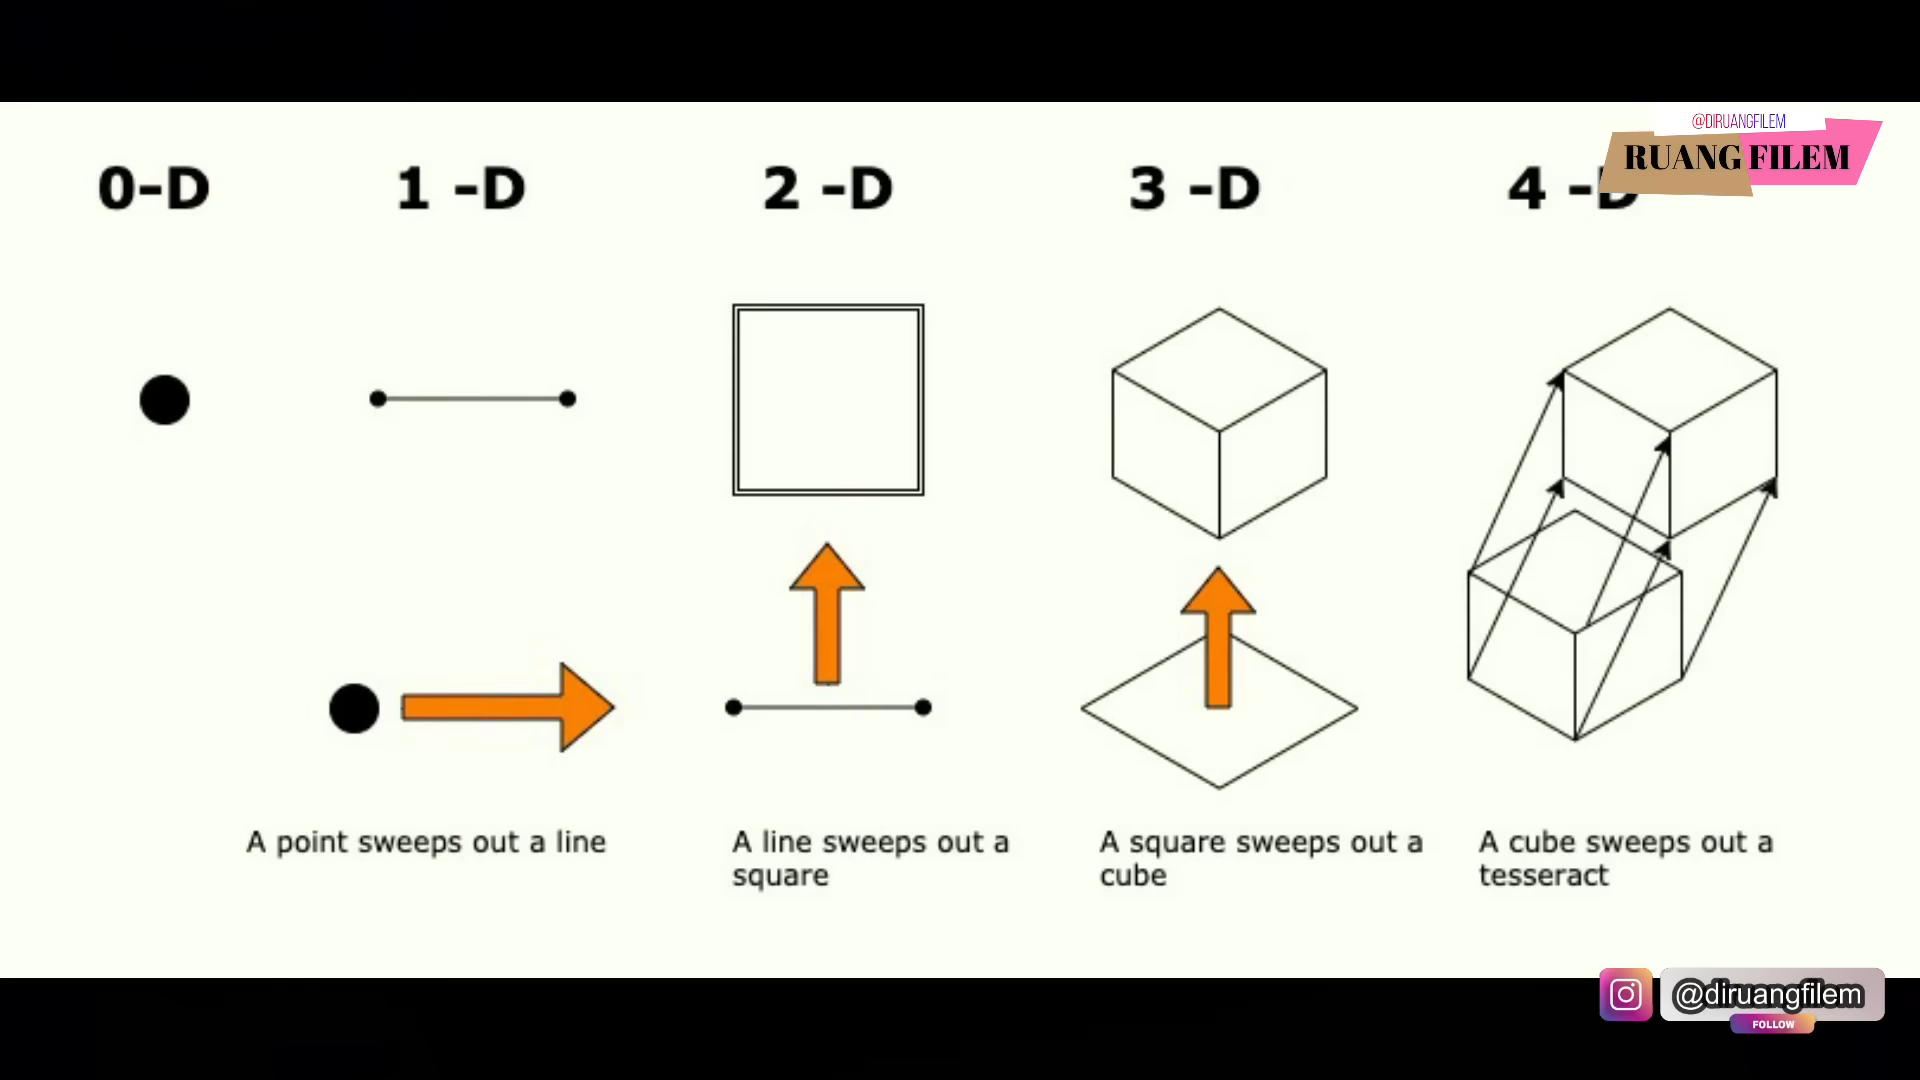 @DIRUANGFILEM
RUANG FILEM
0-D
1 -D
2 -D
3 -D
4 -D
A point sweeps out a line
A line sweeps out a
square
A square sweeps out a
cube
A cube sweeps out a
tesseract
@diruangfilem
FOLLOW